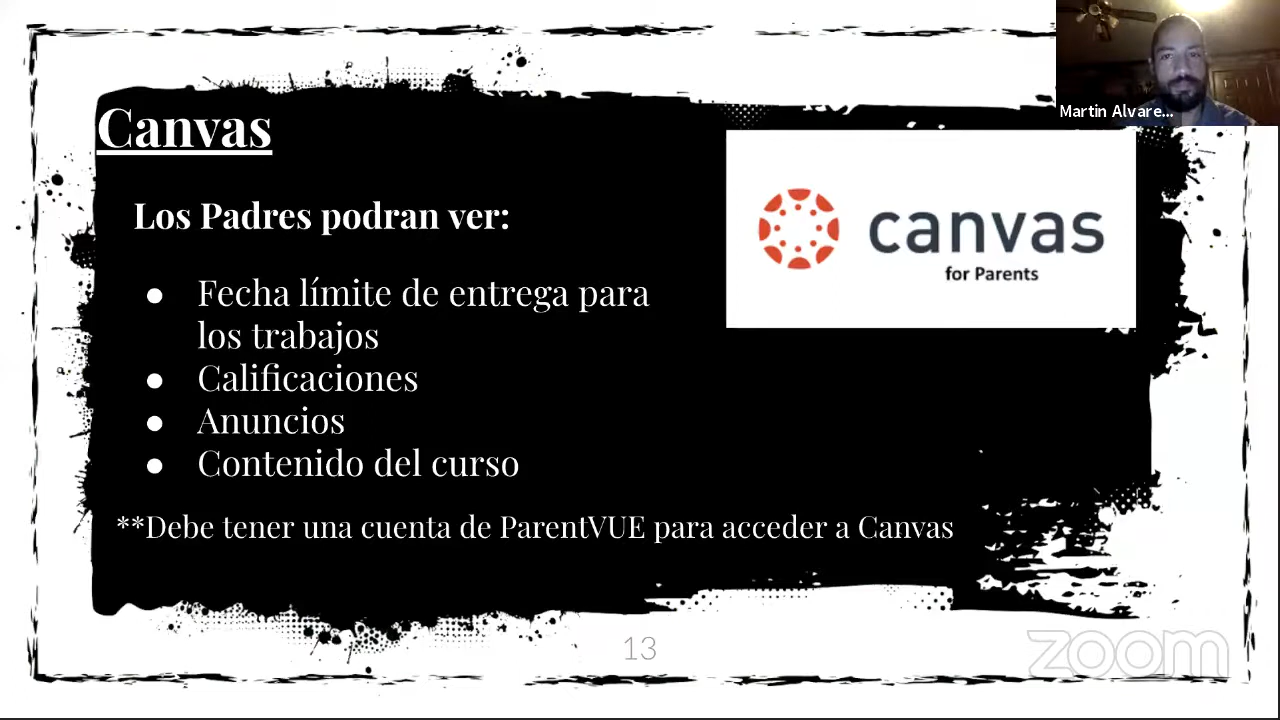 Martin Alvare...
Canvas
Los Padres podran ver:
● Fecha límite de entrega para
los trabajos
● Calificaciones
● Anuncios
● Contenido del curso
**Debe tener una cuenta de ParentVUE para acceder a Canvas
canvas
for Parents
13
zoom